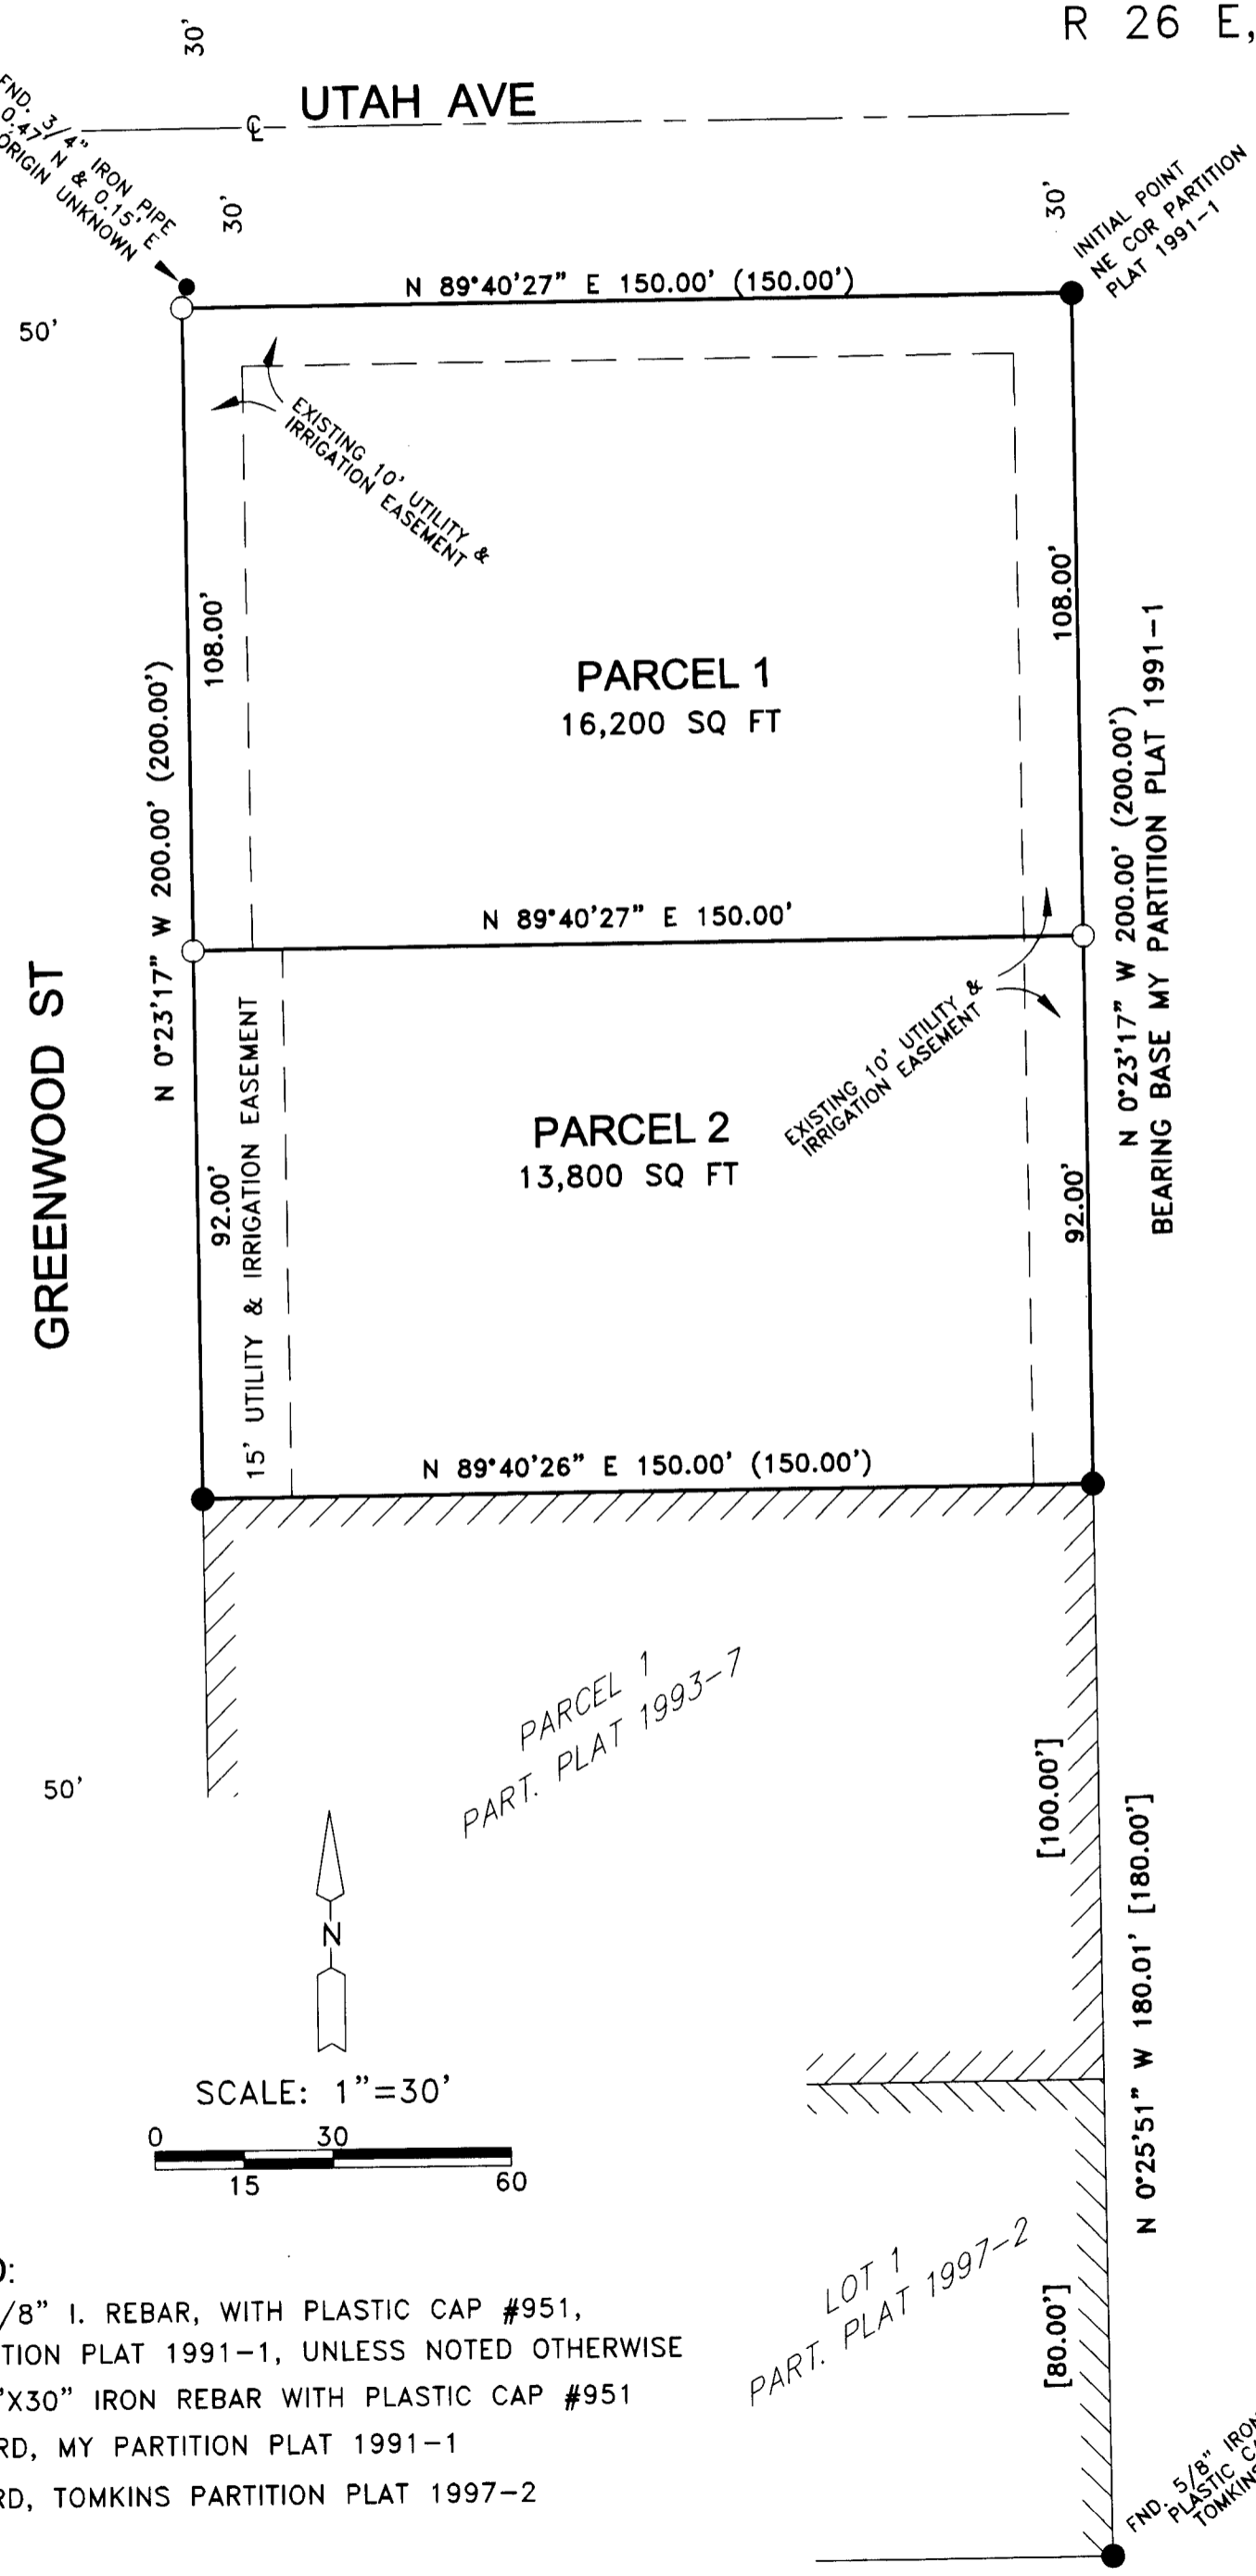 R 26 E,
30'
UTAH AVE
℄
FND. 3/4" IRON PIPE
0.47' N & 0.15' E
ORIGIN UNKNOWN
30'
30'
INITIAL POINT
NE COR PARTITION
PLAT 1991-1
N 89°40'27" E 150.00' (150.00')
50'
EXISTING 10' UTILITY &
IRRIGATION EASEMENT
108.00'
108.00'
PARCEL 1
16,200 SQ FT
N 0°23'17" W 200.00' (200.00')
N 0°23'17" W 200.00' (200.00')
BEARING BASE MY PARTITION PLAT 1991-1
N 89°40'27" E 150.00'
GREENWOOD ST
EXISTING 10' UTILITY &
IRRIGATION EASEMENT
PARCEL 2
13,800 SQ FT
92.00'
15' UTILITY & IRRIGATION EASEMENT
92.00'
N 89°40'26" E 150.00' (150.00')
PARCEL 1
PART. PLAT 1993-7
50'
[100.00']
N 0°25'51" W 180.01' [180.00']
N
SCALE: 1"=30'
0 30
15 60
LOT 1
PART. PLAT 1997-2
[80.00']
D:
/8" I. REBAR, WITH PLASTIC CAP #951,
TION PLAT 1991-1, UNLESS NOTED OTHERWISE
"X30" IRON REBAR WITH PLASTIC CAP #951
RD, MY PARTITION PLAT 1991-1
RD, TOMKINS PARTITION PLAT 1997-2
FND. 5/8" IRON
PLASTIC CA
TOMKINS